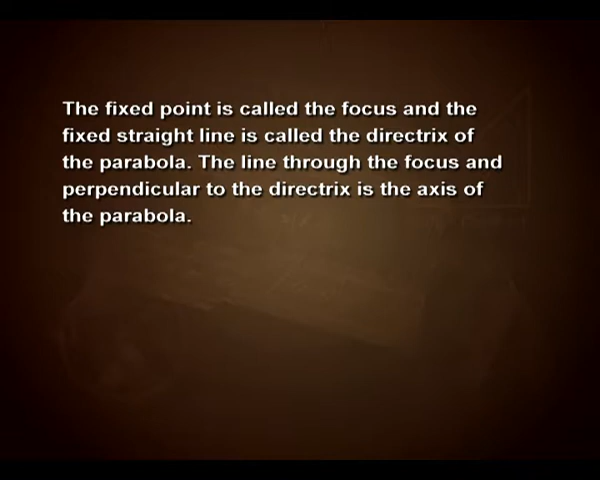 The fixed point is called the focus and the
fixed straight line is called the directrix of
the parabola. The line through the focus and
perpendicular to the directrix is the axis of
the parabola.